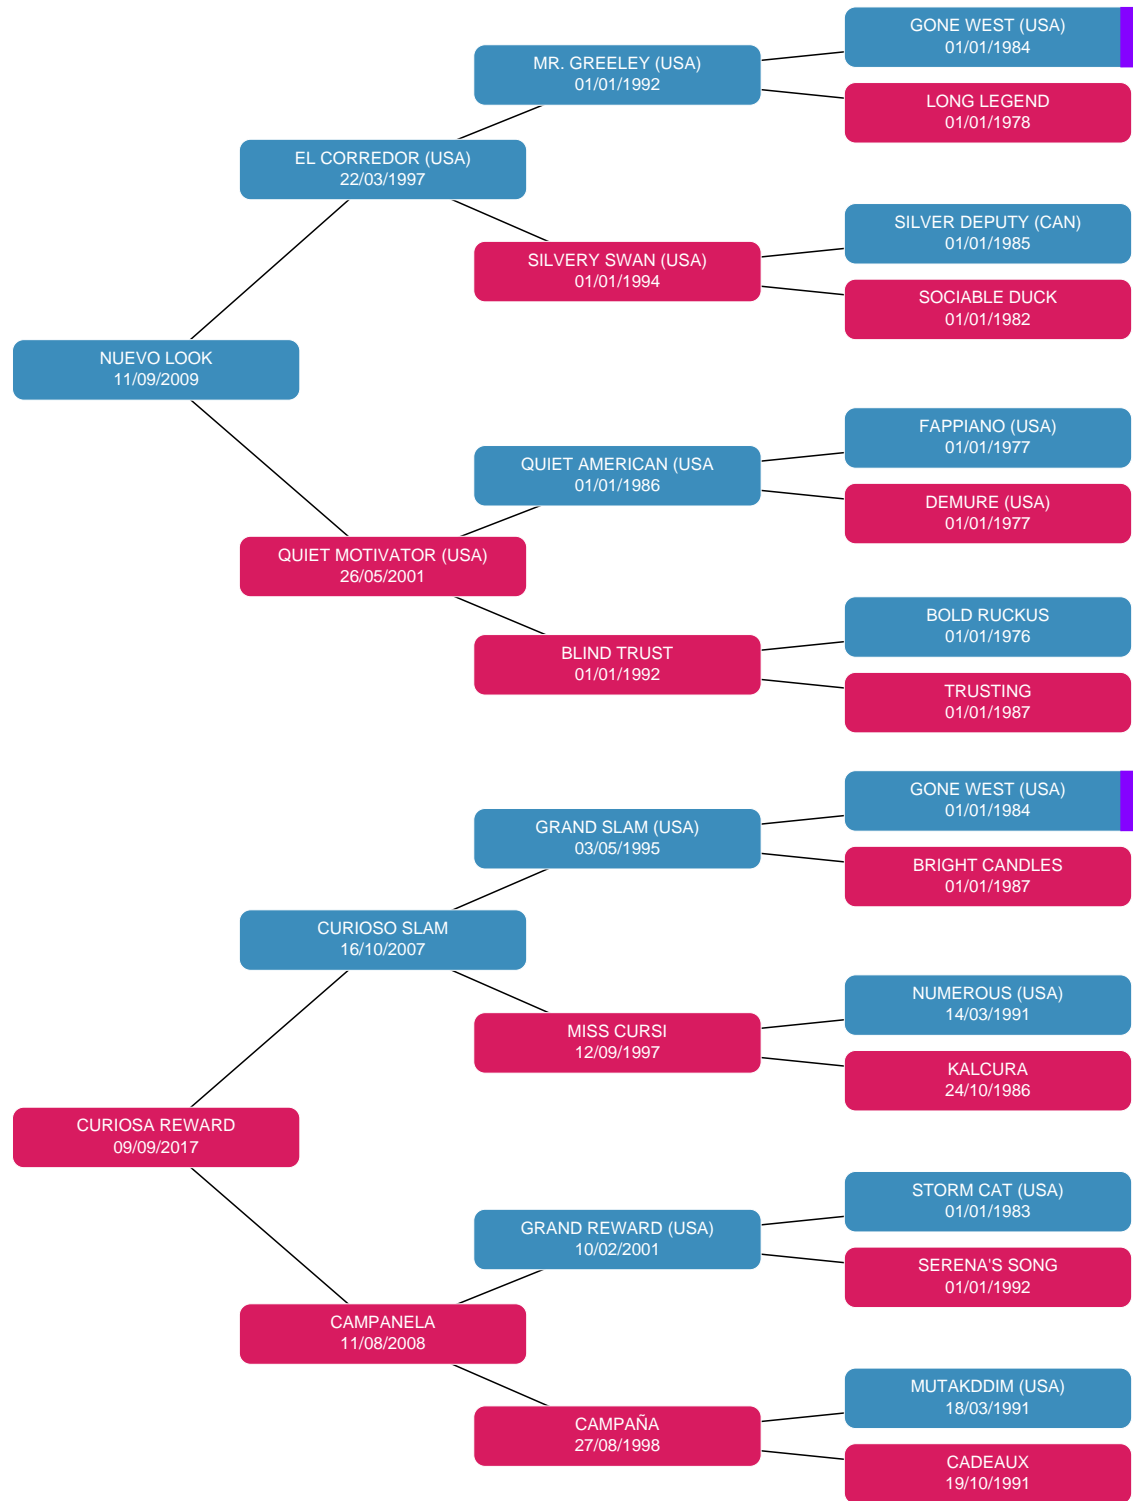 GONE WEST (USA)
01/01/1984
MR. GREELEY (USA)
01/01/1992
LONG LEGEND
01/01/1978
EL CORREDOR (USA)
22/03/1997
SILVER DEPUTY (CAN)
01/01/1985
SILVERY SWAN (USA)
01/01/1994
SOCIABLE DUCK
01/01/1982
NUEVO LOOK
11/09/2009
FAPPIANO (USA)
01/01/1977
QUIET AMERICAN (USA
01/01/1986
DEMURE (USA)
01/01/1977
QUIET MOTIVATOR (USA)
26/05/2001
BOLD RUCKUS
01/01/1976
BLIND TRUST
01/01/1992
TRUSTING
01/01/1987
GONE WEST (USA)
01/01/1984
GRAND SLAM (USA)
03/05/1995
BRIGHT CANDLES
01/01/1987
CURIOSO SLAM
16/10/2007
NUMEROUS (USA)
14/03/1991
MISS CURSI
12/09/1997
KALCURA
24/10/1986
CURIOSA REWARD
09/09/2017
STORM CAT (USA)
01/01/1983
GRAND REWARD (USA)
10/02/2001
SERENA'S SONG
01/01/1992
CAMPANELA
11/08/2008
MUTAKDDIM (USA)
18/03/1991
CAMPAÑA
27/08/1998
CADEAUX
19/10/1991